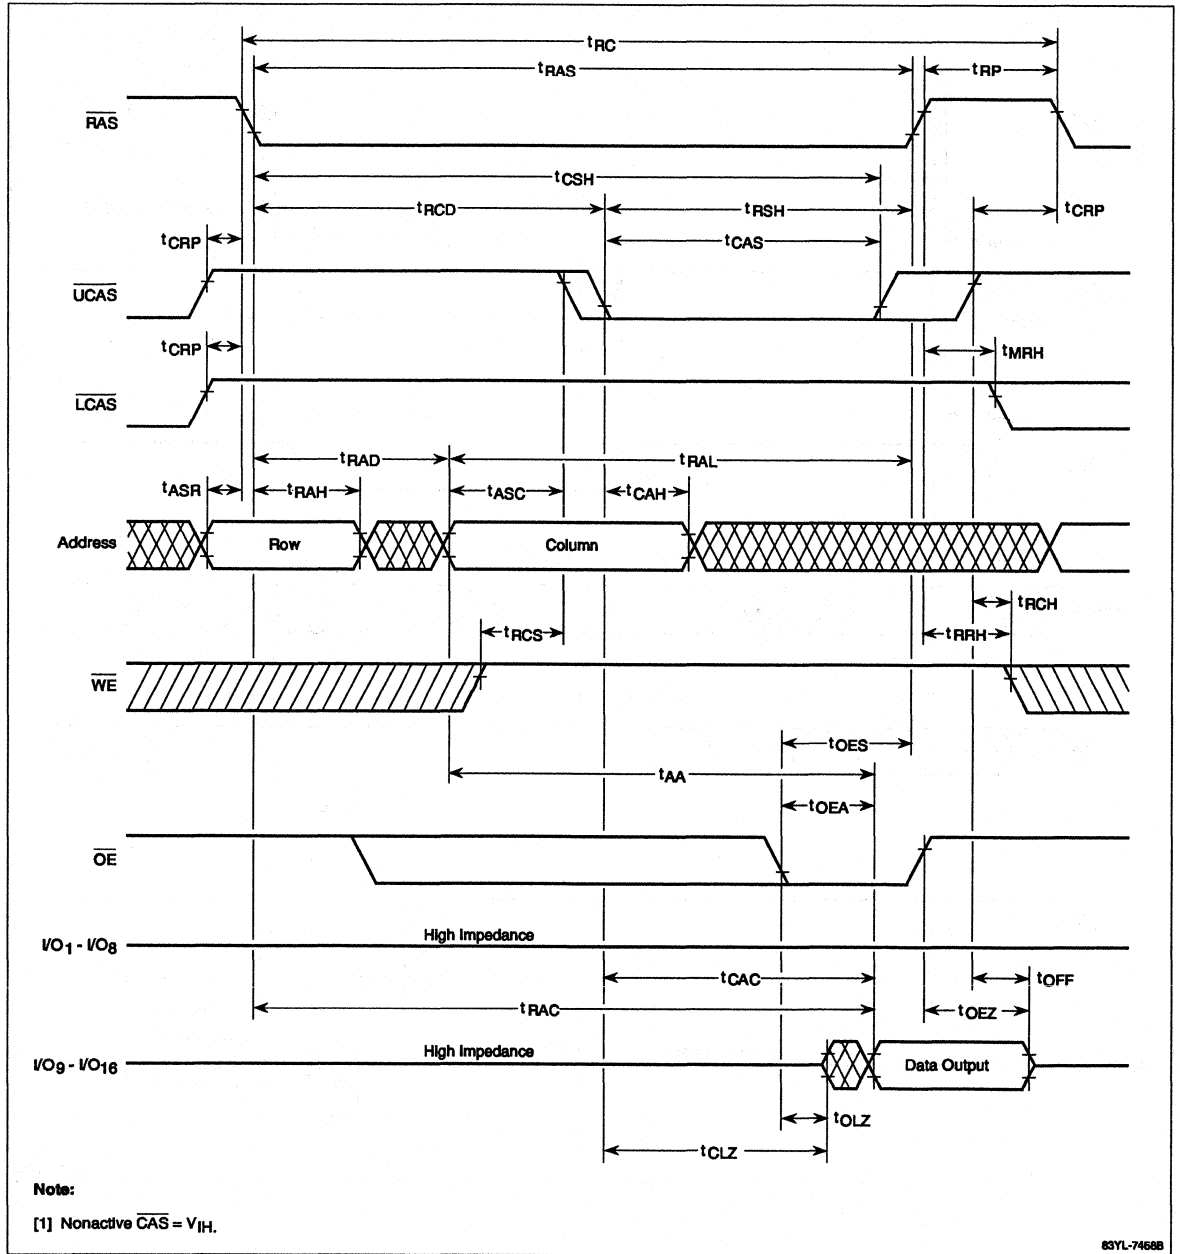 tRC
tRAS
tRP
RAS
tCSH
tRCD
tRSH
tCRP
tCRP
tCAS
UCAS
tCRP
tMRH
LCAS
tRAD
tRAL
tASR
tRAH
tASC
tCAH
Address
Row
Column
tRCH
tRCS
tRRH
WE
tOES
tAA
tOEA
OE
High Impedance
I/O1 - I/O8
tCAC
tOFF
tRAC
tOEZ
High Impedance
I/O9 - I/O16
Data Output
tOLZ
tCLZ
Note:
[1] Nonactive CAS = VIH.
83YL-7458B